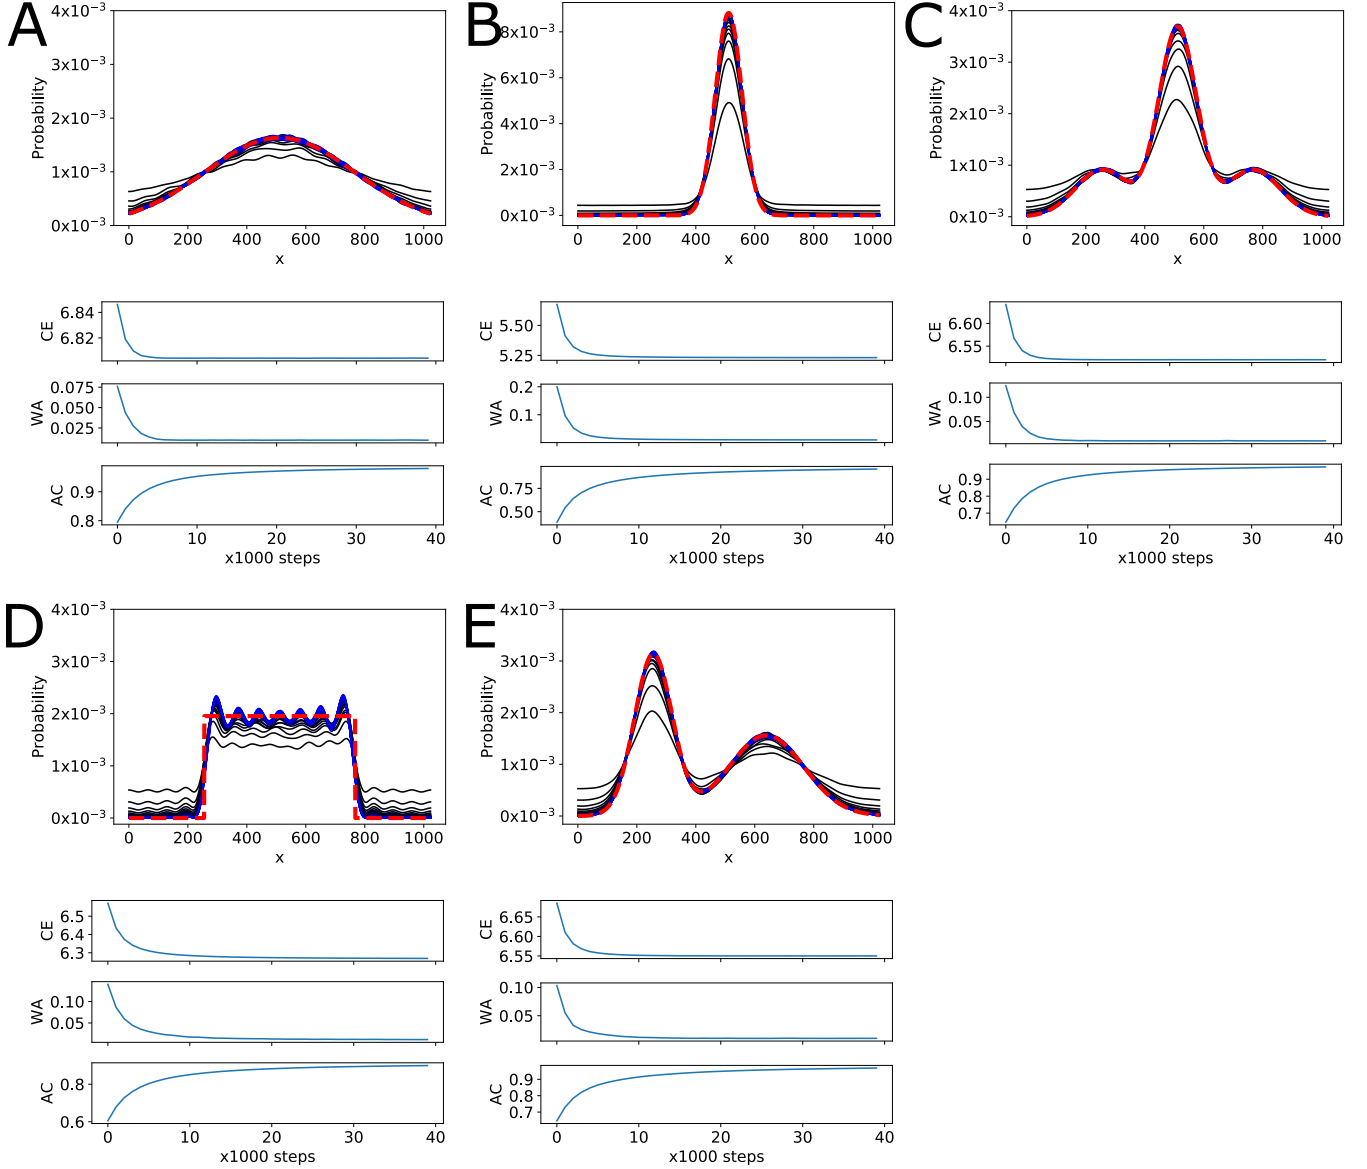 A
4x10⁻³
3x10⁻³
2x10⁻³
1x10⁻³
0x10⁻³
Probability
0 200 400 600 800 1000
x
CE
6.84
6.82
WA
0.075
0.050
0.025
AC
0.9
0.8
0 10 20 30 40
x1000 steps
B
8x10⁻³
6x10⁻³
4x10⁻³
2x10⁻³
0x10⁻³
Probability
0 200 400 600 800 1000
x
CE
5.50
5.25
WA
0.2
0.1
AC
0.75
0.50
0 10 20 30 40
x1000 steps
C
4x10⁻³
3x10⁻³
2x10⁻³
1x10⁻³
0x10⁻³
Probability
0 200 400 600 800 1000
x
CE
6.60
6.55
WA
0.10
0.05
AC
0.9
0.8
0.7
0 10 20 30 40
x1000 steps
D
4x10⁻³
3x10⁻³
2x10⁻³
1x10⁻³
0x10⁻³
Probability
0 200 400 600 800 1000
x
CE
6.5
6.4
6.3
WA
0.10
0.05
AC
0.8
0.6
0 10 20 30 40
x1000 steps
E
4x10⁻³
3x10⁻³
2x10⁻³
1x10⁻³
0x10⁻³
Probability
0 200 400 600 800 1000
x
CE
6.65
6.60
6.55
WA
0.10
0.05
AC
0.9
0.8
0.7
0 10 20 30 40
x1000 steps